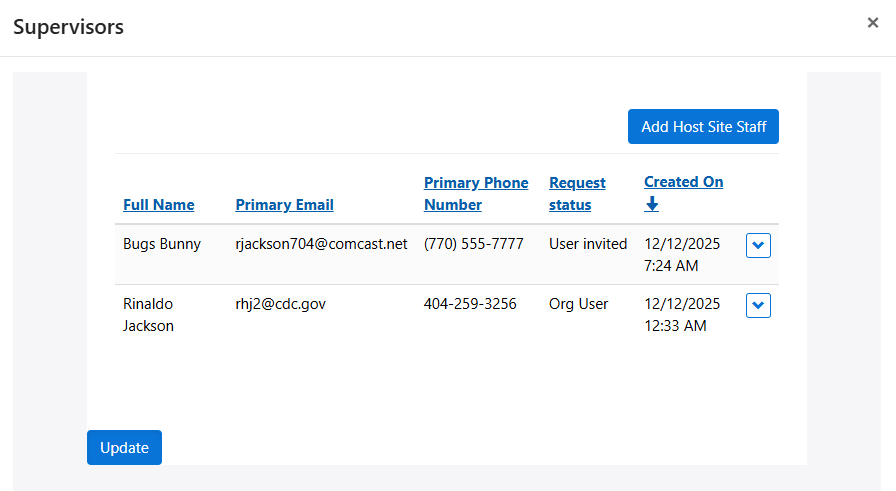 Supervisors
×
Add Host Site Staff
Full Name Primary Email Primary Phone Number Request status Created On
Bugs Bunny rjackson704@comcast.net (770) 555-7777 User invited 12/12/2025 7:24 AM
Rinaldo Jackson rhj2@cdc.gov 404-259-3256 Org User 12/12/2025 12:33 AM
Update